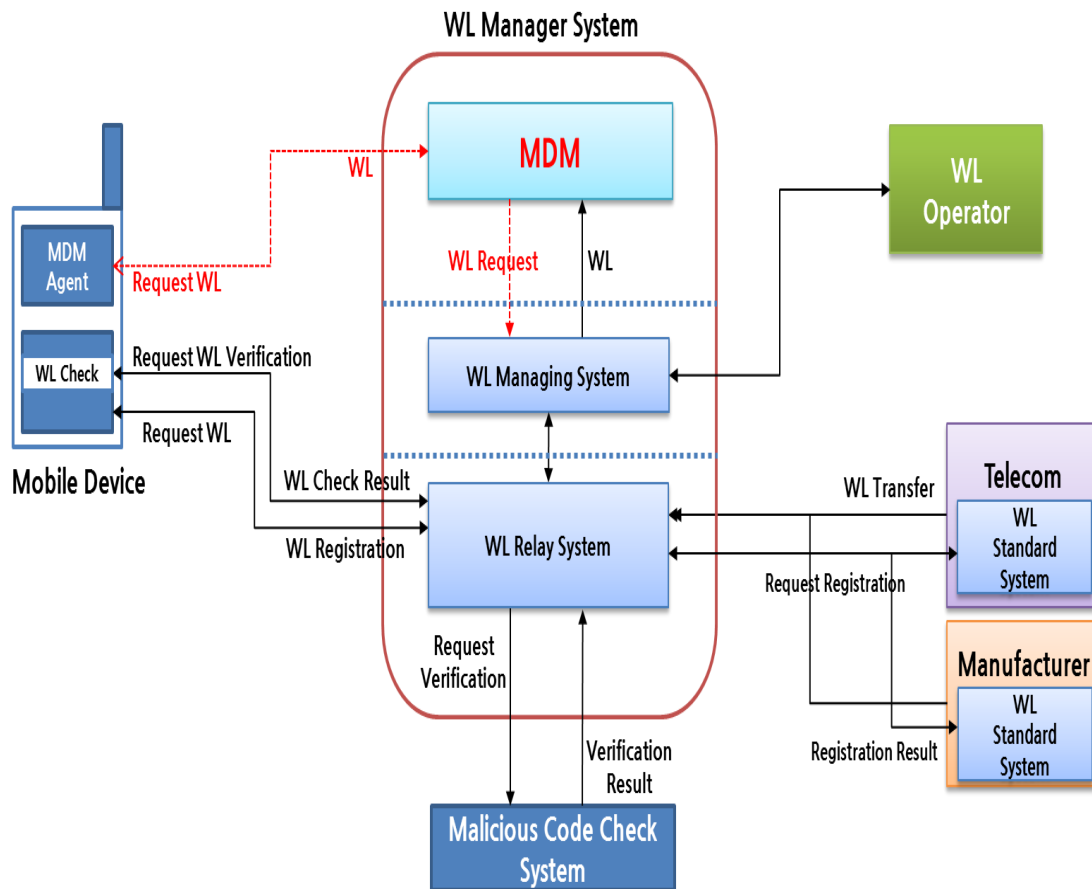 WL Manager System
MDM
WL
WL
Operator
MDM
Agent
Request WL
WL Request
WL
Request WL Verification
WL Check
WL Managing System
Request WL
Mobile Device
WL Check Result
WL Registration
WL Relay System
WL Transfer
Telecom
WL
Standard
System
Request Registration
Request
Verification
Manufacturer
WL
Standard
System
Registration Result
Verification
Result
Malicious Code Check
System